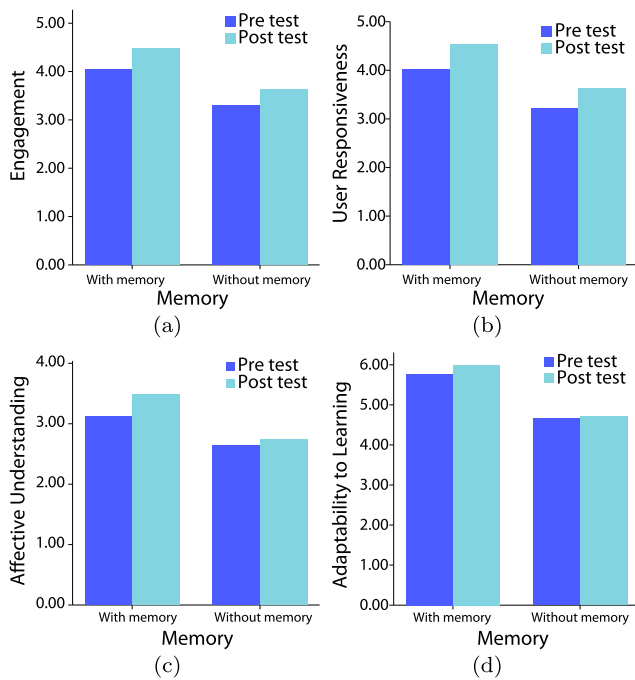 5.00
4.00
3.00
2.00
1.00
0.00
Engagement
Pre test
Post test
With memory
Without memory
Memory
(a)
5.00
4.00
3.00
2.00
1.00
0.00
User Responsiveness
Pre test
Post test
With memory
Without memory
Memory
(b)
4.00
3.00
2.00
1.00
0.00
Affective Understanding
Pre test
Post test
With memory
Without memory
Memory
(c)
6.00
5.00
4.00
3.00
2.00
1.00
0.00
Adaptability to Learning
Pre test
Post test
With memory
Without memory
Memory
(d)